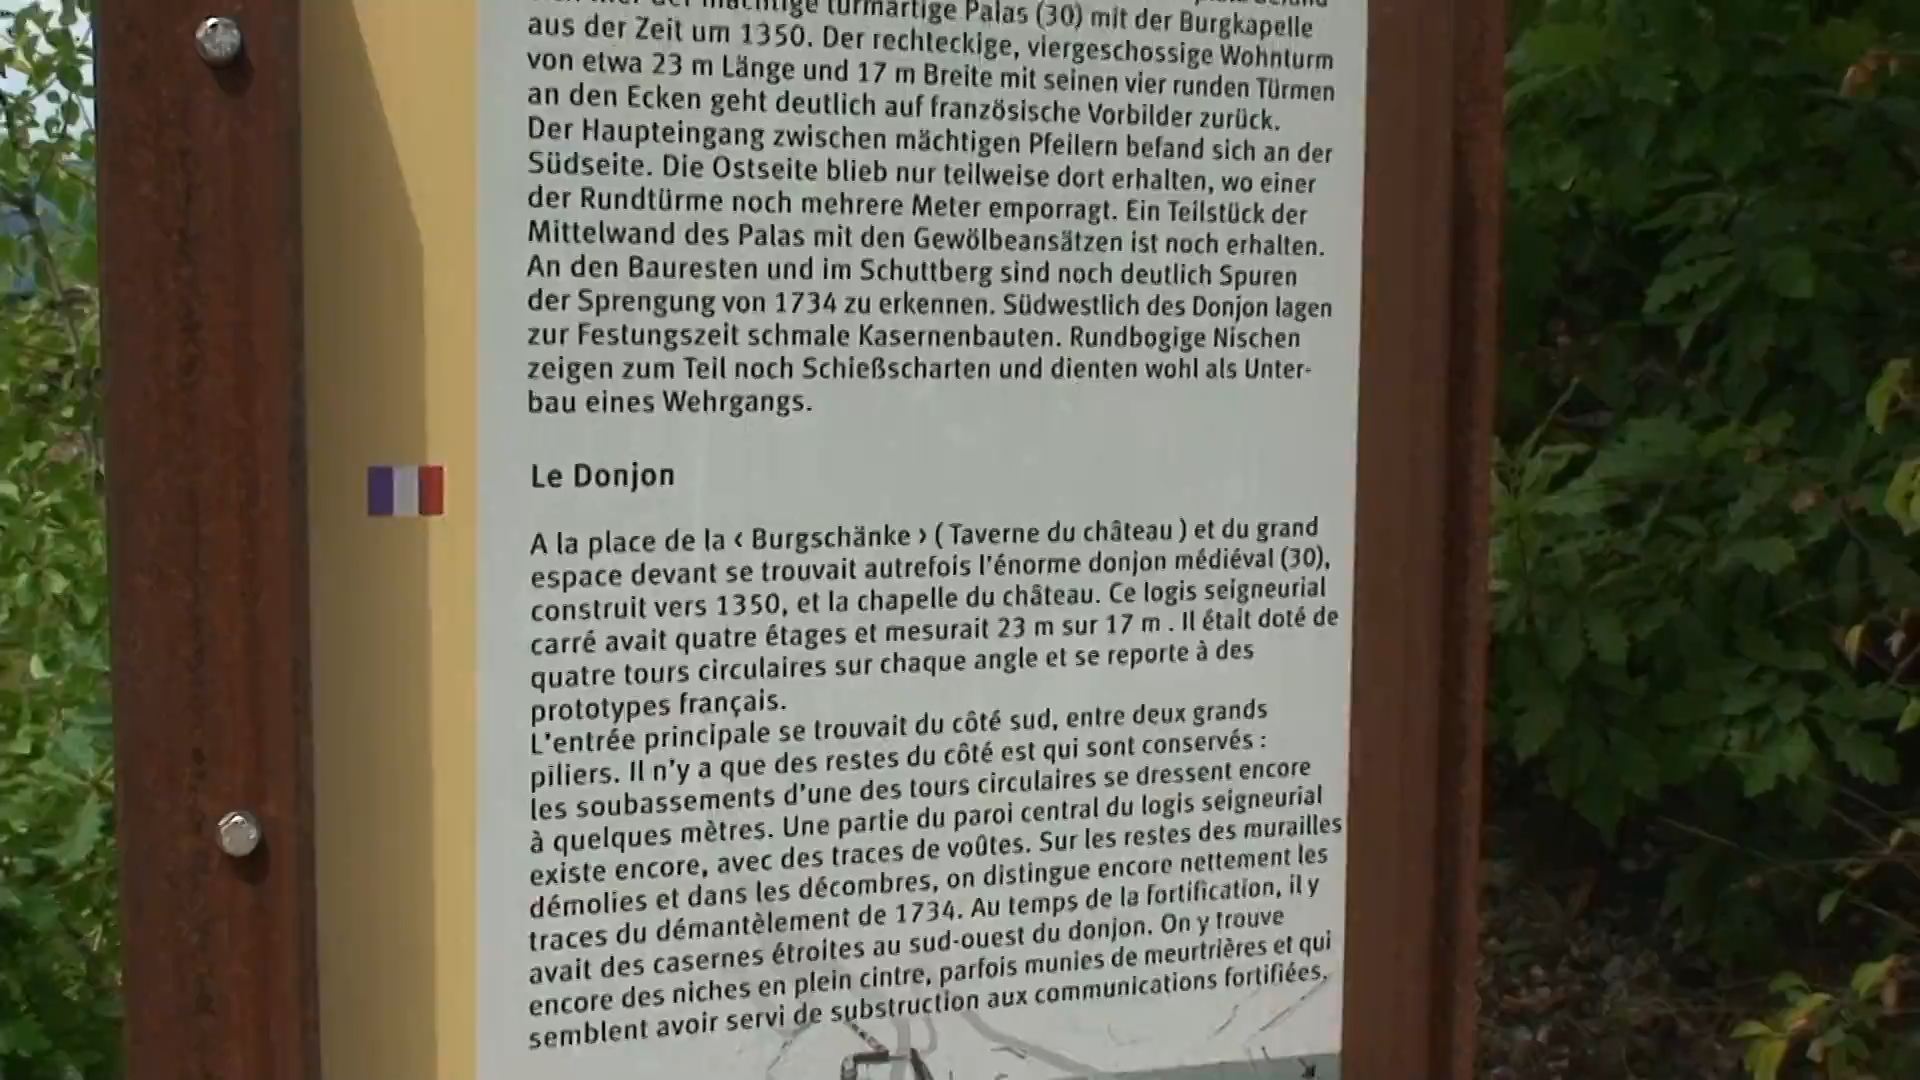 mächtige turmartige Palas (30) mit der Burgkapelle
aus der Zeit um 1350. Der rechteckige, viergeschossige Wohnturm
von etwa 23 m Länge und 17 m Breite mit seinen vier runden Türmen
an den Ecken geht deutlich auf französische Vorbilder zurück.
Der Haupteingang zwischen mächtigen Pfeilern befand sich an der
Südseite. Die Ostseite blieb nur teilweise dort erhalten, wo einer
der Rundtürme noch mehrere Meter emporragt. Ein Teilstück der
Mittelwand des Palas mit den Gewölbeansätzen ist noch erhalten.
An den Bauresten und im Schuttberg sind noch deutlich Spuren
der Sprengung von 1734 zu erkennen. Südwestlich des Donjon lagen
zur Festungszeit schmale Kasernenbauten. Rundbogige Nischen
zeigen zum Teil noch Schießscharten und dienten wohl als Unter-
bau eines Wehrgangs.
Le Donjon
A la place de la ‹ Burgschänke › ( Taverne du château ) et du grand
espace devant se trouvait autrefois l'énorme donjon médiéval (30),
construit vers 1350, et la chapelle du château. Ce logis seigneurial
carré avait quatre étages et mesurait 23 m sur 17 m . Il était doté de
quatre tours circulaires sur chaque angle et se reporte à des
prototypes français.
L'entrée principale se trouvait du côté sud, entre deux grands
piliers. Il n'y a que des restes du côté est qui sont conservés :
les soubassements d'une des tours circulaires se dressent encore
à quelques mètres. Une partie du paroi central du logis seigneurial
existe encore, avec des traces de voûtes. Sur les restes des murailles
démolies et dans les décombres, on distingue encore nettement les
traces du démantèlement de 1734. Au temps de la fortification, il y
avait des casernes étroites au sud-ouest du donjon. On y trouve
encore des niches en plein cintre, parfois munies de meurtrières et qui
semblent avoir servi de substruction aux communications fortifiées.